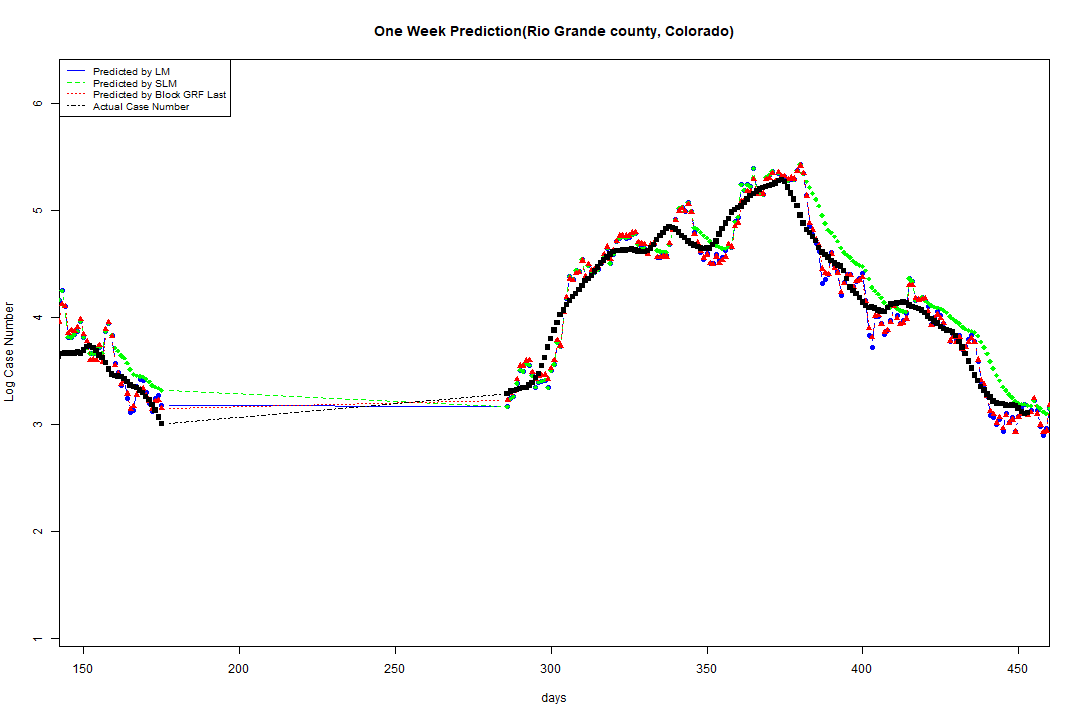 One Week Prediction(Rio Grande county, Colorado)
Predicted by LM
Predicted by SLM
Predicted by Block GRF Last
Actual Case Number
Log Case Number
6
5
4
3
2
1
150 200 250 300 350 400 450
days